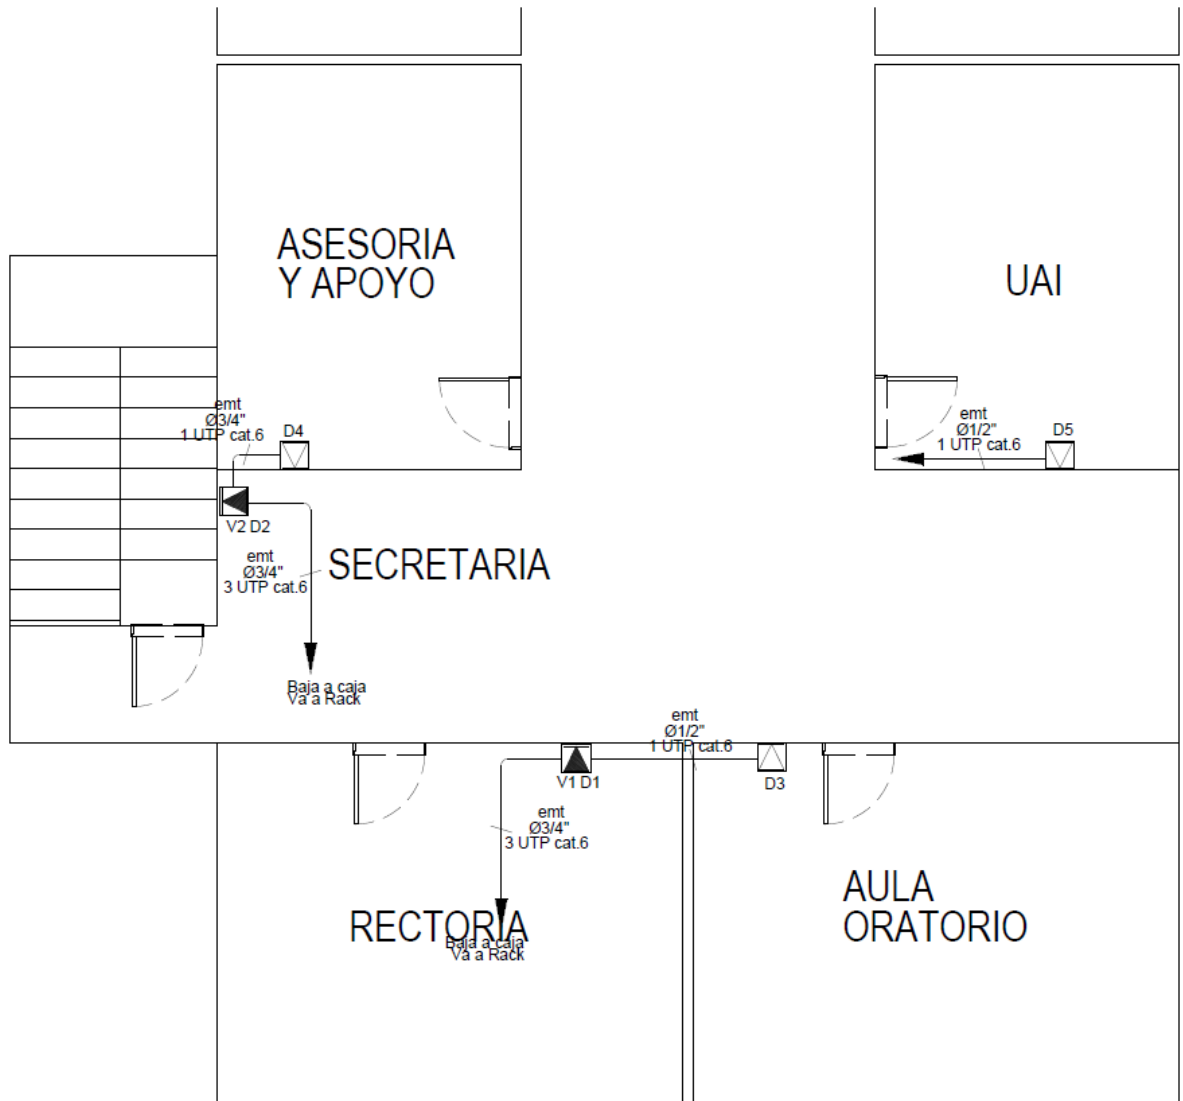 ASESORIA
Y APOYO
UAI
emt
Ø3/4"
1 UTP cat.6
D4
emt
Ø1/2"
1 UTP cat.6
D5
V2 D2
emt
Ø3/4"
3 UTP cat.6
SECRETARIA
Baja a caja
Va a Rack
emt
Ø1/2"
1 UTP cat.6
V1 D1
D3
emt
Ø3/4"
3 UTP cat.6
RECTORIA
Baja a caja
Va a Rack
AULA
ORATORIO